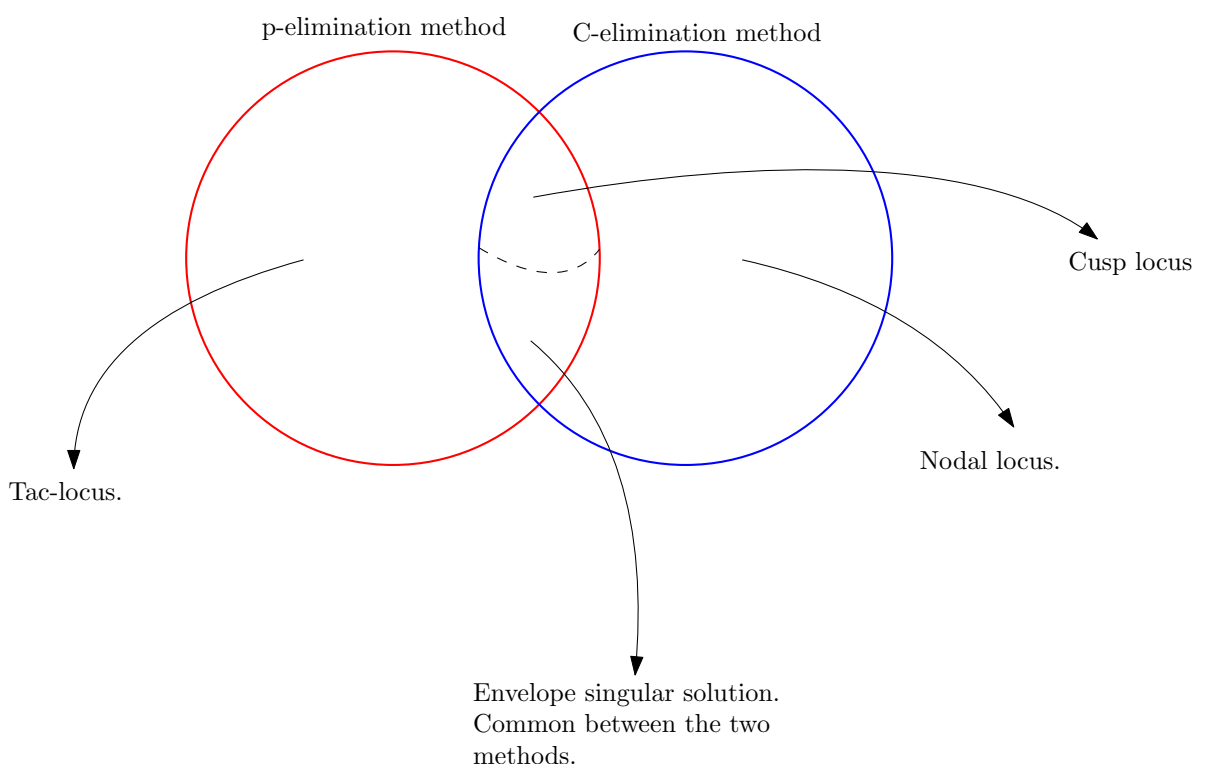 p-elimination method
C-elimination method
Cusp locus
Nodal locus.
Tac-locus.
Envelope singular solution.
Common between the two
methods.